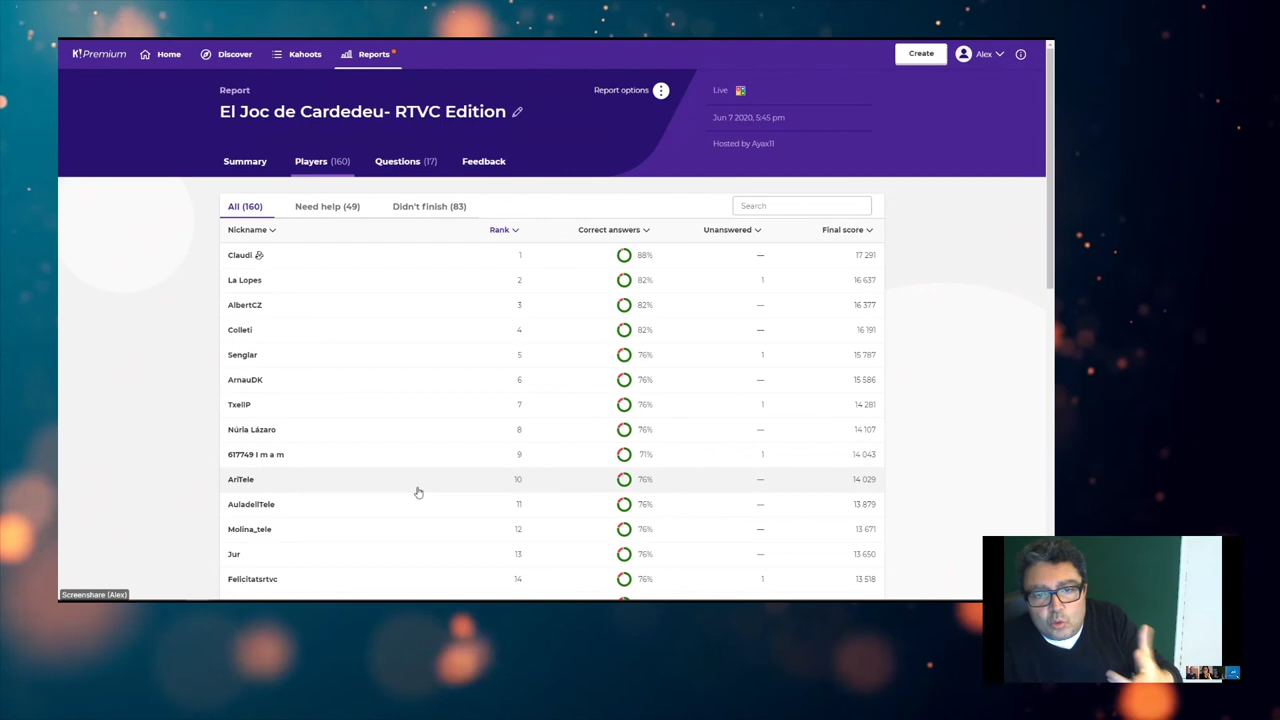 K! Premium Home Discover Kahoots Reports Create Alex
Report Report options Live
El Joc de Cardedeu- RTVC Edition
Jun 7 2020, 5:45 pm
Hosted by Ayax11
Summary Players (160) Questions (17) Feedback
All (160) Need help (49) Didn't finish (83) Search
Nickname Rank Correct answers Unanswered Final score
Claudi 1 88% — 17 291
La Lopes 2 82% 1 16 637
AlbertCZ 3 82% — 16 377
Colleti 4 82% — 16 191
Senglar 5 76% 1 15 787
ArnauDK 6 76% — 15 586
TxellP 7 76% 1 14 281
Núria Lázaro 8 76% — 14 107
617749 I m a m 9 71% 1 14 043
AriTele 10 76% — 14 029
AuladellTele 11 76% — 13 879
Molina_tele 12 76% — 13 671
Jur 13 76% — 13 650
Felicitatsrtvc 14 76% 1 13 518
Screenshare (Alex)